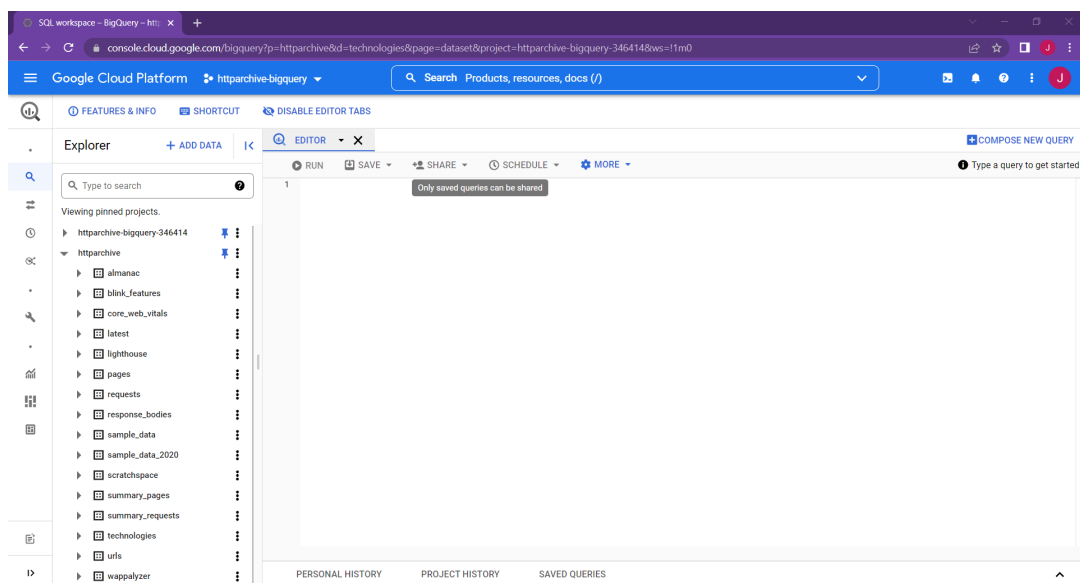 SQL workspace – BigQuery – http
console.cloud.google.com/bigquery?p=httparchive&d=technologies&page=dataset&project=httparchive-bigquery-346414&ws=!1m0
J
Google Cloud Platform httparchive-bigquery Search Products, resources, docs (/) J
FEATURES & INFO SHORTCUT DISABLE EDITOR TABS
Explorer + ADD DATA
EDITOR COMPOSE NEW QUERY
RUN SAVE SHARE SCHEDULE MORE Type a query to get started
Type to search
Only saved queries can be shared
1
Viewing pinned projects.
httparchive-bigquery-346414
httparchive
almanac
blink_features
core_web_vitals
latest
lighthouse
pages
requests
response_bodies
sample_data
sample_data_2020
scratchspace
summary_pages
summary_requests
technologies
urls
wappalyzer
PERSONAL HISTORY PROJECT HISTORY SAVED QUERIES